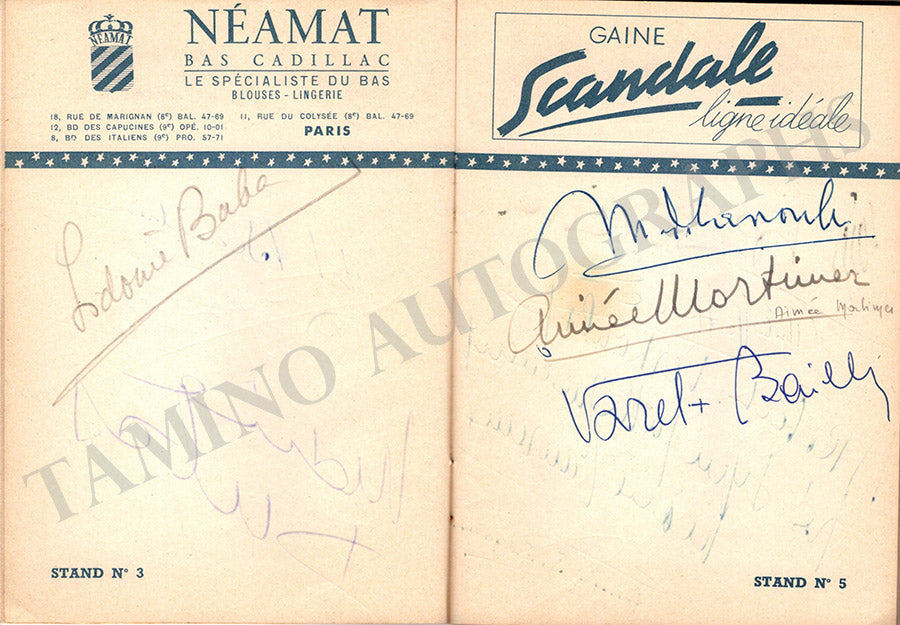 NÉAMAT
NÉAMAT
BAS CADILLAC
LE SPÉCIALISTE DU BAS
BLOUSES - LINGERIE
18, RUE DE MARIGNAN (8e) BAL. 47-69 11, RUE DU COLYSÉE (8e) BAL. 47-69
12, BD DES CAPUCINES (9e) OPÉ. 10-01
8, BD DES ITALIENS (9e) PRO. 57-71
PARIS
Baba
STAND N° 3
GAINE
Scandale
ligne idéale
Aimée Mortimer
Aimée Mortimer
Varel + Bailly
STAND N° 5
TAMINO AUTOGRAPHS